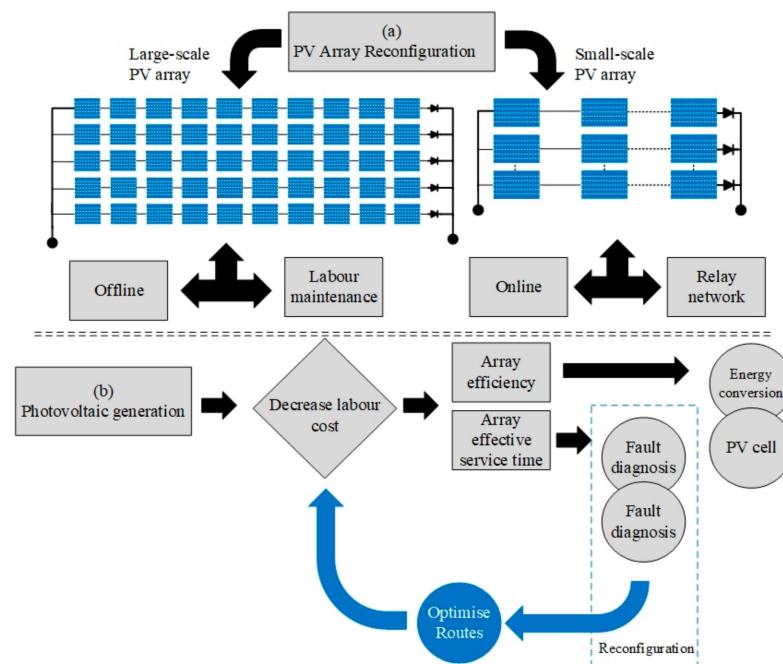 (a)
PV Array Reconfiguration
Large-scale
PV array
Small-scale
PV array
Offline
Labour
maintenance
Online
Relay
network
(b)
Photovoltaic generation
Decrease labour
cost
Array
efficiency
Array
effective
service time
Energy
conversion
PV cell
Fault
diagnosis
Fault
diagnosis
Optimise
Routes
Reconfiguration